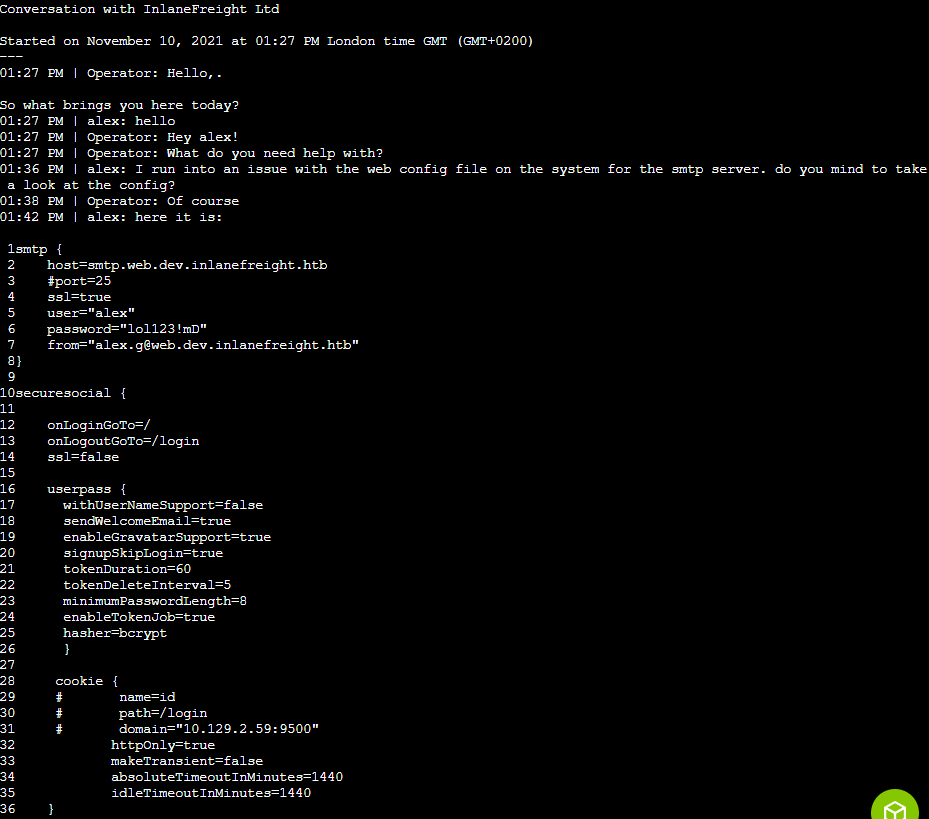 Conversation with InlaneFreight Ltd
Started on November 10, 2021 at 01:27 PM London time GMT (GMT+0200)
---
01:27 PM | Operator: Hello,.
So what brings you here today?
01:27 PM | alex: hello
01:27 PM | Operator: Hey alex!
01:27 PM | Operator: What do you need help with?
01:36 PM | alex: I run into an issue with the web config file on the system for the smtp server. do you mind to take
 a look at the config?
01:38 PM | Operator: Of course
01:42 PM | alex: here it is:
 1smtp {
 2    host=smtp.web.dev.inlanefreight.htb
 3    #port=25
 4    ssl=true
 5    user="alex"
 6    password="lol123!mD"
 7    from="alex.g@web.dev.inlanefreight.htb"
 8}
 9
10securesocial {
11
12    onLoginGoTo=/
13    onLogoutGoTo=/login
14    ssl=false
15
16    userpass {
17      withUserNameSupport=false
18      sendWelcomeEmail=true
19      enableGravatarSupport=true
20      signupSkipLogin=true
21      tokenDuration=60
22      tokenDeleteInterval=5
23      minimumPasswordLength=8
24      enableTokenJob=true
25      hasher=bcrypt
26      }
27
28     cookie {
29     #       name=id
30     #       path=/login
31     #       domain="10.129.2.59:9500"
32            httpOnly=true
33            makeTransient=false
34            absoluteTimeoutInMinutes=1440
35            idleTimeoutInMinutes=1440
36    }